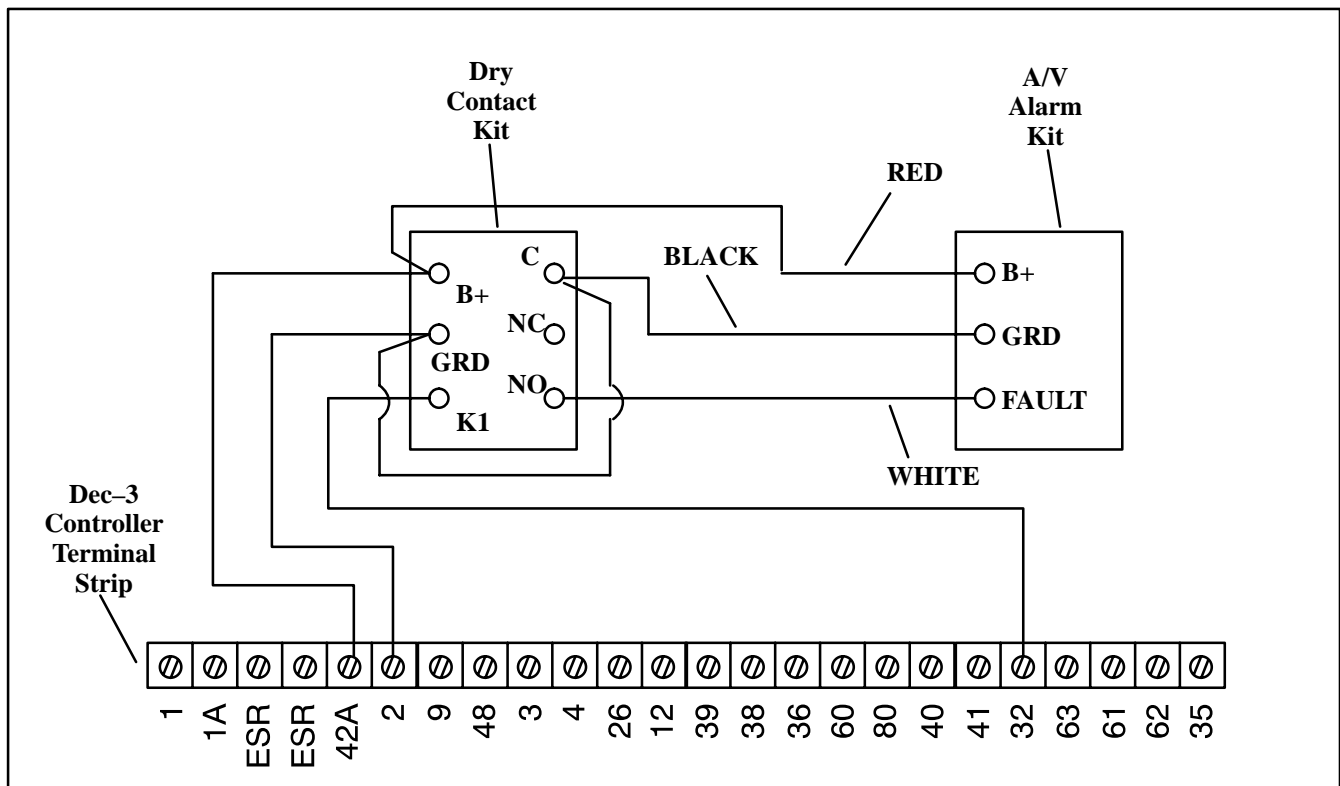 Dry
Contact
Kit
A/V
Alarm
Kit
RED
BLACK
C
B+
B+
NC
GRD
GRD
NO
FAULT
K1
WHITE
Dec–3
Controller
Terminal
Strip
1
1A
ESR
ESR
42A
2
9
48
3
4
26
12
39
38
36
60
80
40
41
32
63
61
62
35